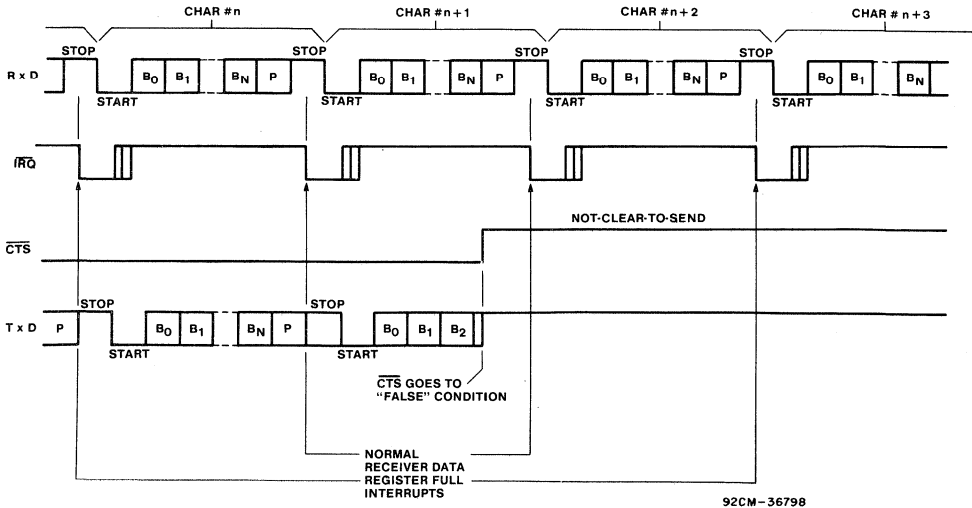 CHAR #n CHAR #n+1 CHAR #n+2 CHAR #n+3
STOP STOP STOP STOP
R x D B0 B1 BN P B0 B1 BN P B0 B1 BN P B0 B1 BN
START START START START
IRQ
NOT-CLEAR-TO-SEND
CTS
STOP STOP
T x D P B0 B1 BN P B0 B1 B2
START START
CTS GOES TO
"FALSE" CONDITION
NORMAL
RECEIVER DATA
REGISTER FULL
INTERRUPTS
92CM-36798